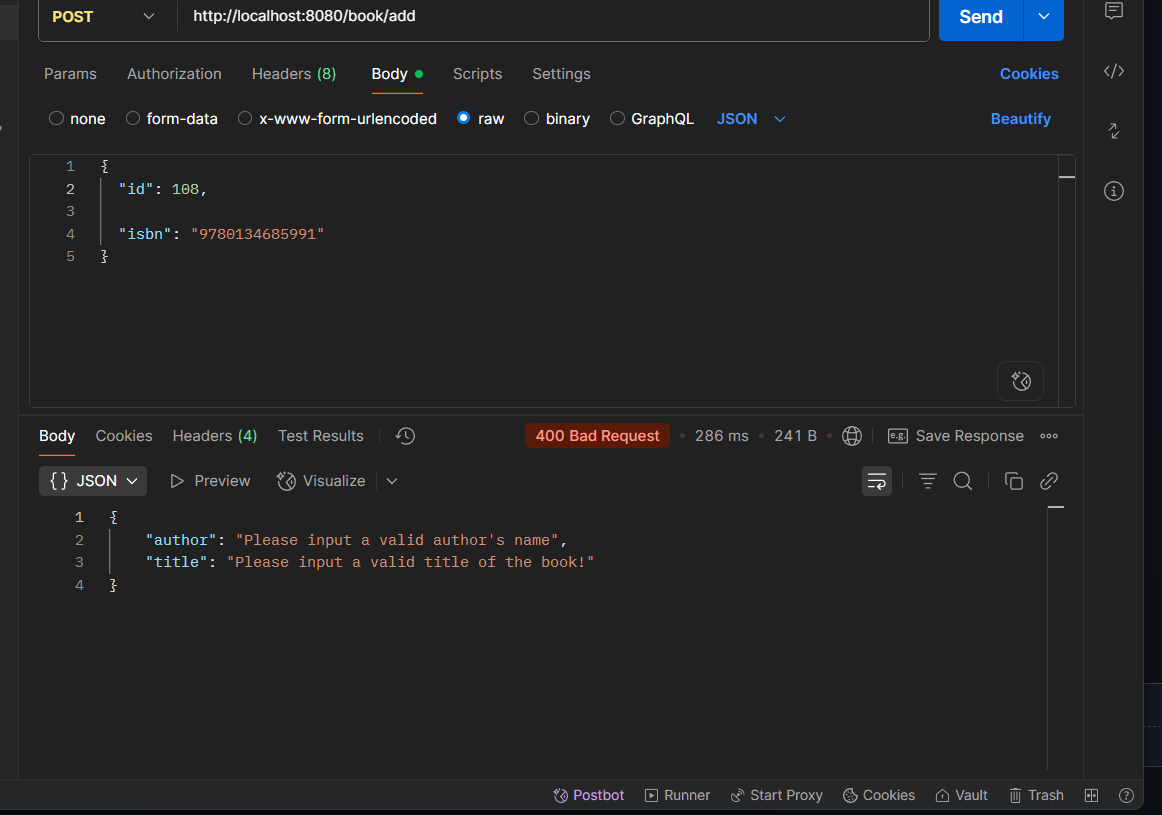 POST http://localhost:8080/book/add Send
Params Authorization Headers (8) Body Scripts Settings Cookies
none form-data x-www-form-urlencoded raw binary GraphQL JSON Beautify
1 {
2 "id": 108,
3
4 "isbn": "9780134685991"
5 }
Body Cookies Headers (4) Test Results 400 Bad Request 286 ms 241 B e.g. Save Response
{} JSON Preview Visualize
1 {
2 "author": "Please input a valid author's name",
3 "title": "Please input a valid title of the book!"
4 }
Postbot Runner Start Proxy Cookies Vault Trash